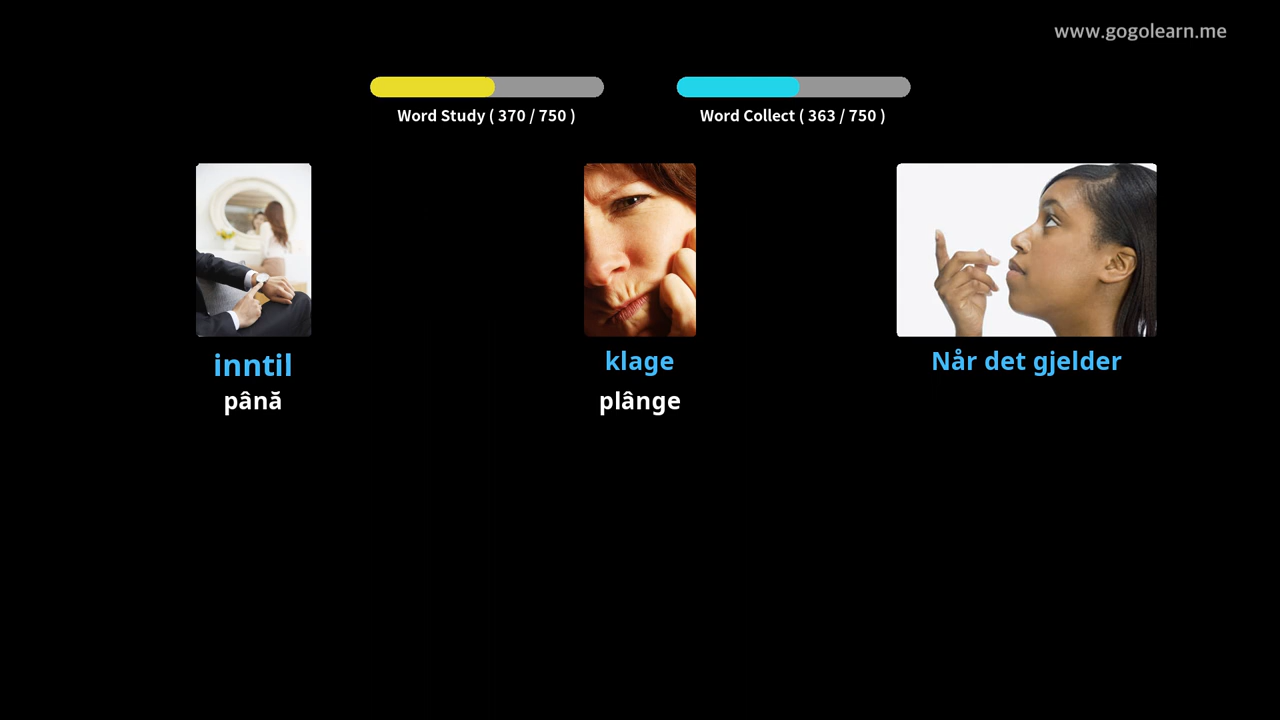 www.gogolearn.me
Word Study ( 370 / 750 )
Word Collect ( 363 / 750 )
inntil
până
klage
plânge
Når det gjelder